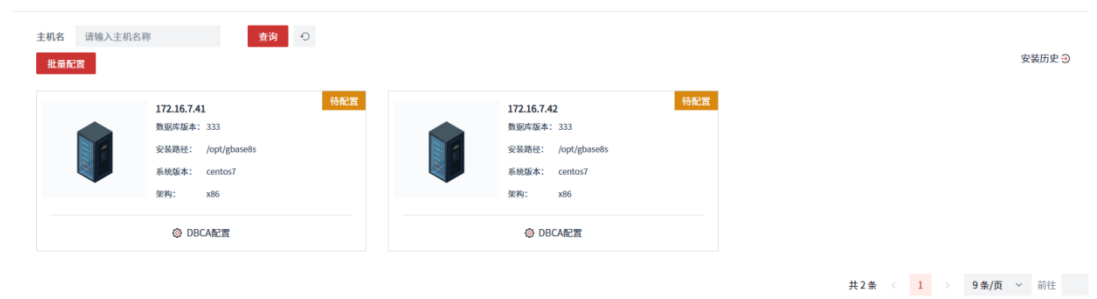 主机名 请输入主机名称 查询
批量配置 安装历史
172.16.7.41 待配置
数据库版本： 333
安装路径： /opt/gbase8s
系统版本： centos7
架构： x86
DBCA配置
172.16.7.42 待配置
数据库版本： 333
安装路径： /opt/gbase8s
系统版本： centos7
架构： x86
DBCA配置
共 2 条 1 9 条/页 前往